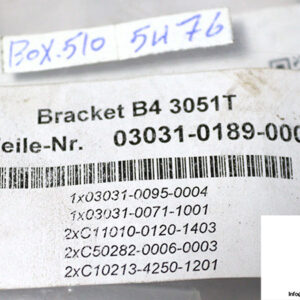 BOX.510 5H76
Bracket B4 3051T
Teile-Nr. 03031-0189-000
1x03031-0095-0004
1x03031-0071-1001
2xC11010-0120-1403
2xC50282-0006-0003
2xC10213-4250-1201